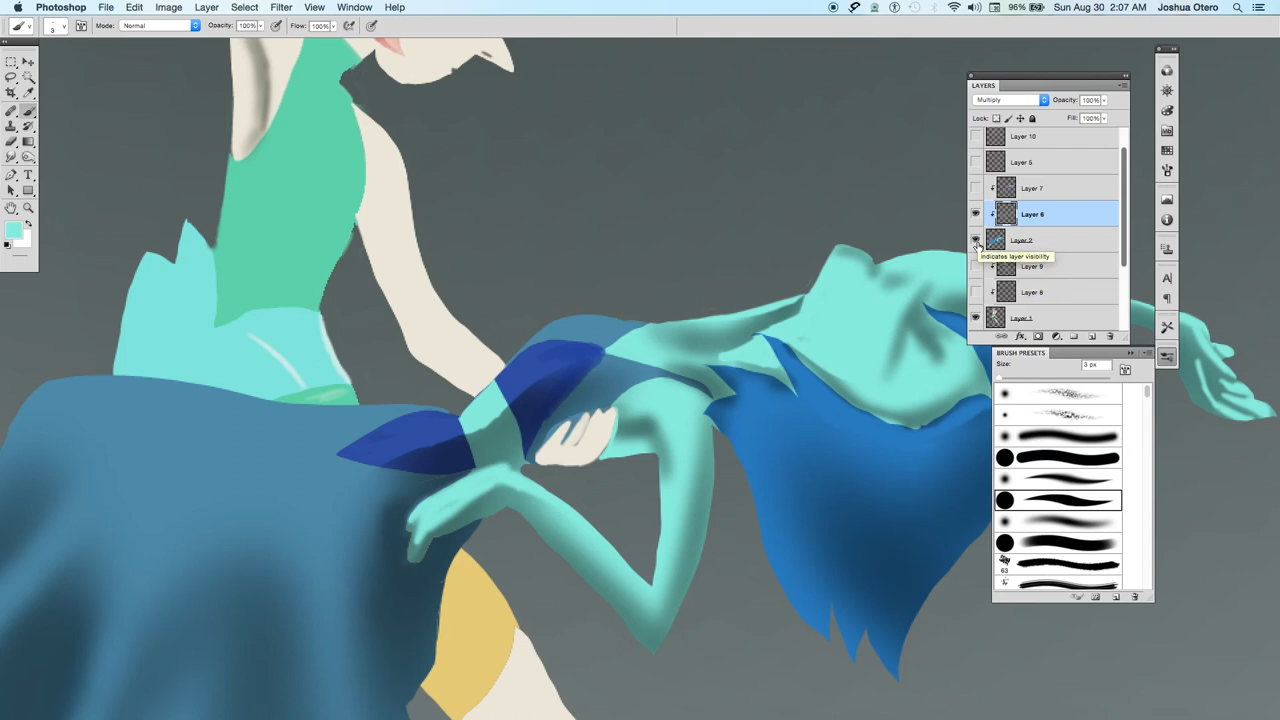 Photoshop File Edit Image Layer Select Filter View Window Help 96% Sun Aug 30 2:07 AM Joshua Otero
3 Mode: Normal Opacity: 100% Flow: 100%
LAYERS
Multiply Opacity: 100%
Lock: Fill: 100%
Layer 10
Layer 5
Layer 7
Layer 6
Layer 2
Indicates layer visibility
Layer 9
Layer 8
Layer 1
BRUSH PRESETS
Size: 3 px
63